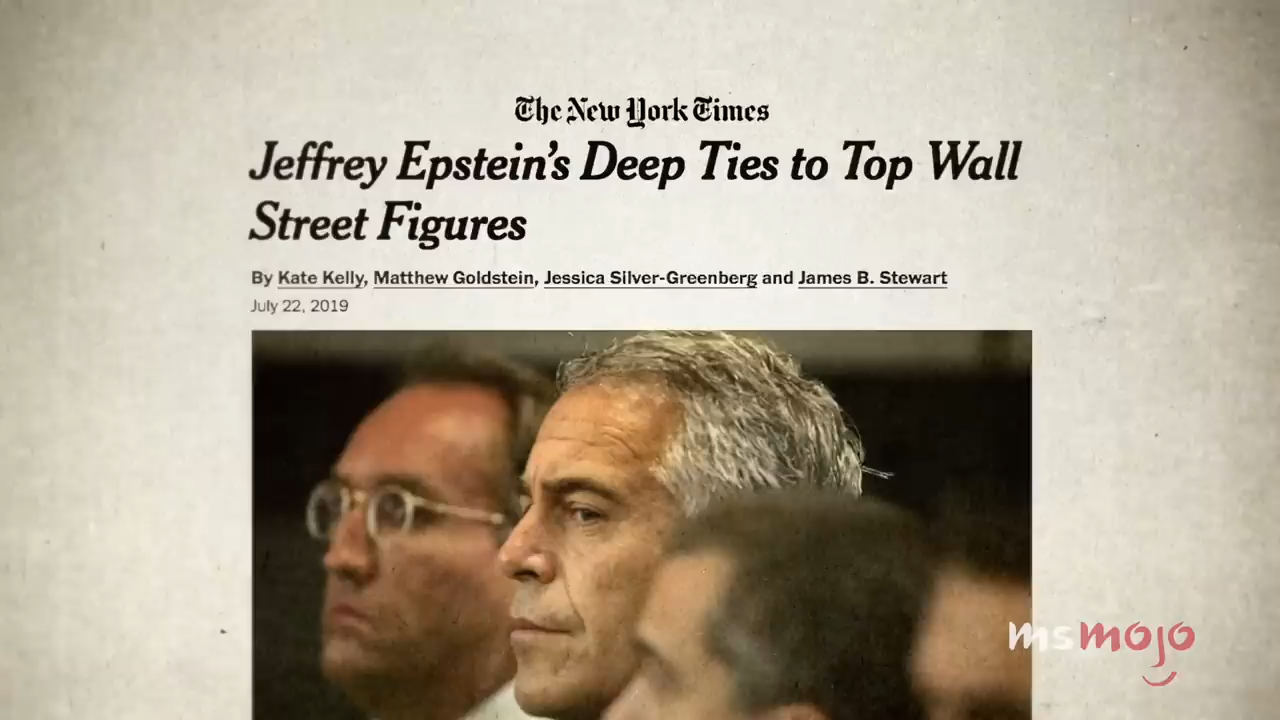 The New York Times
Jeffrey Epstein’s Deep Ties to Top Wall
Street Figures
By Kate Kelly, Matthew Goldstein, Jessica Silver-Greenberg and James B. Stewart
July 22, 2019
msmojo